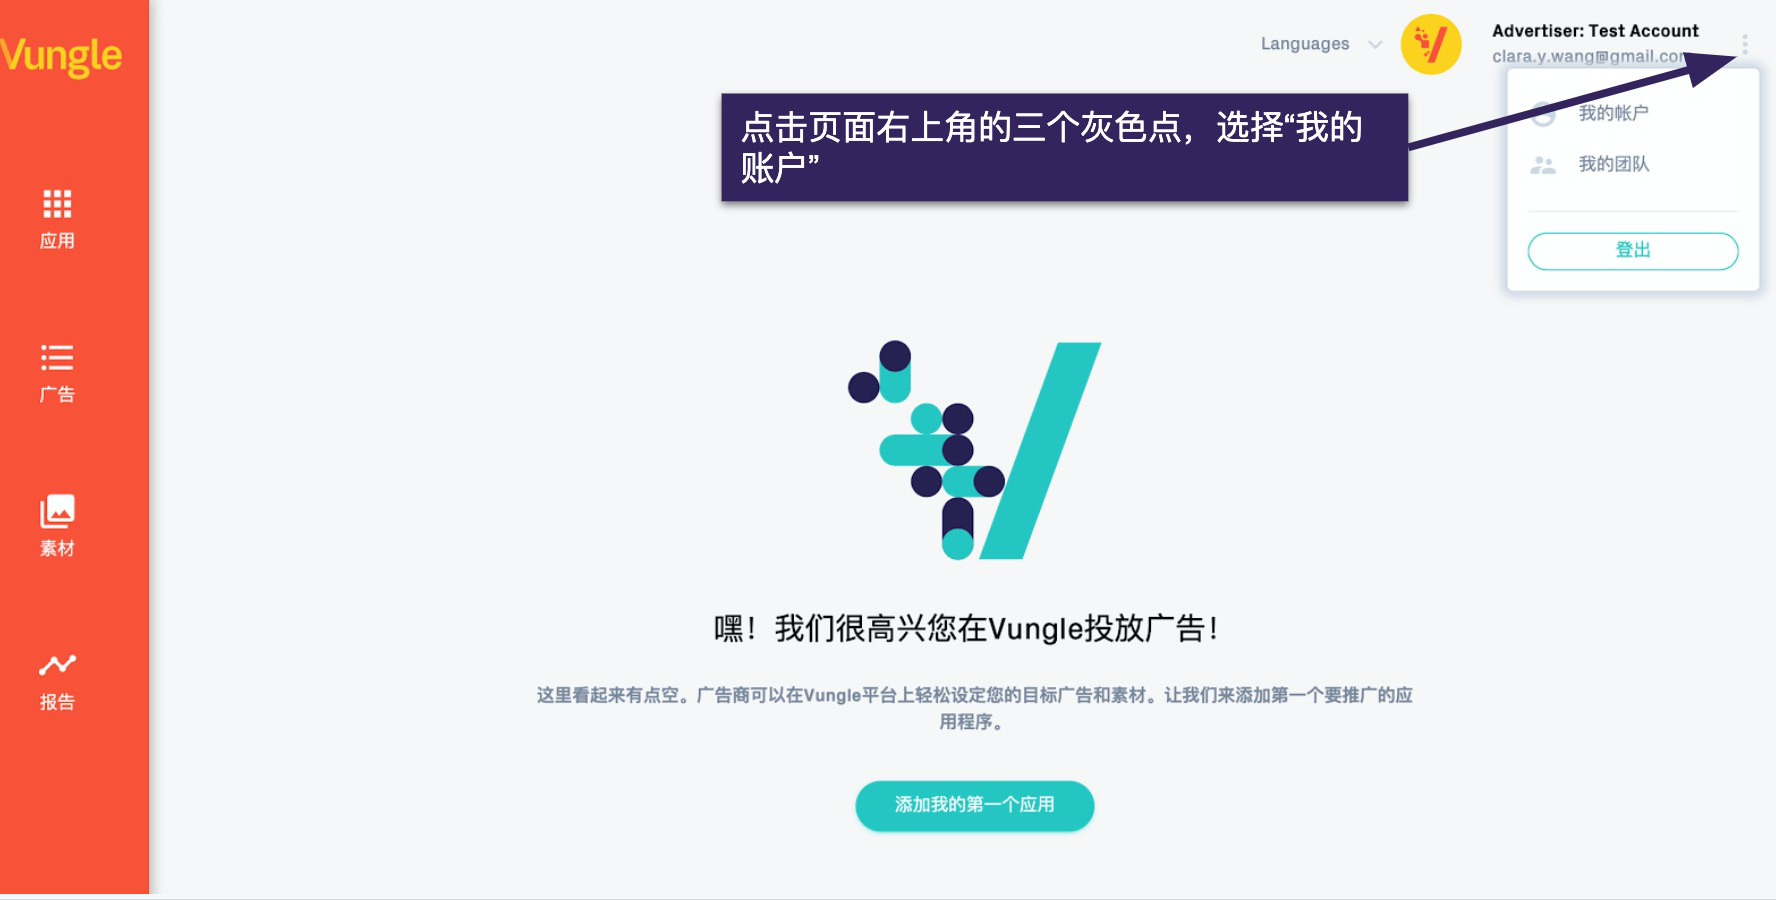 Vungle
Languages
Advertiser: Test Account
clara.y.wang@gmail.com
点击页面右上角的三个灰色点，选择“我的
账户”
我的帐户
我的团队
登出
应用
广告
素材
报告
嘿！我们很高兴您在Vungle投放广告！
这里看起来有点空。广告商可以在Vungle平台上轻松设定您的目标广告和素材。让我们来添加第一个要推广的应
用程序。
添加我的第一个应用